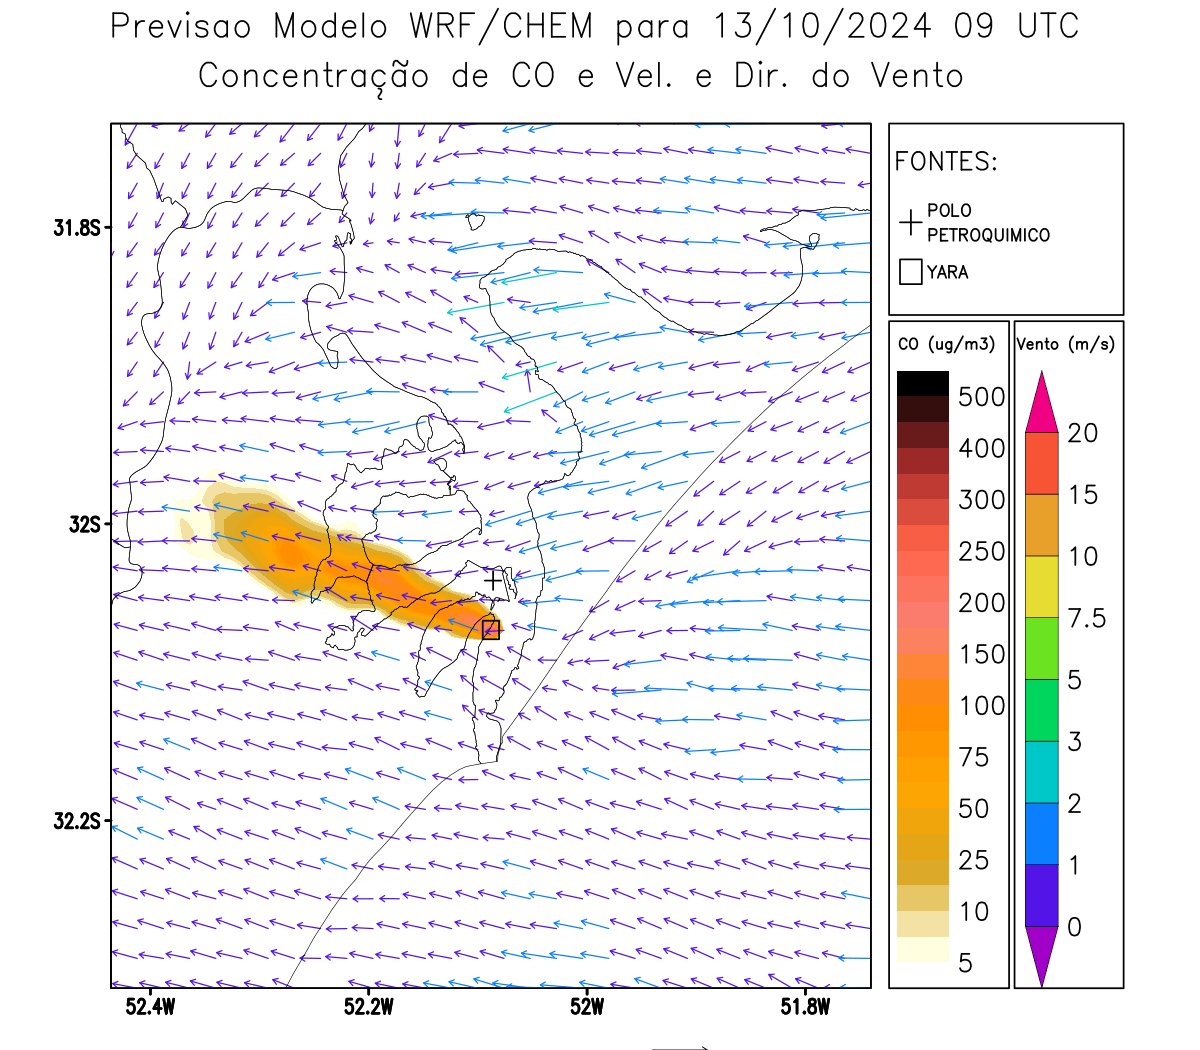 Previsao Modelo WRF/CHEM para 13/10/2024 09 UTC
Concentração de CO e Vel. e Dir. do Vento
FONTES:
POLO
PETROQUIMICO
YARA
31.8S
32S
32.2S
52.4W
52.2W
52W
51.8W
CO (ug/m3)
500
400
300
250
200
150
100
75
50
25
10
5
Vento (m/s)
20
15
10
7.5
5
3
2
1
0